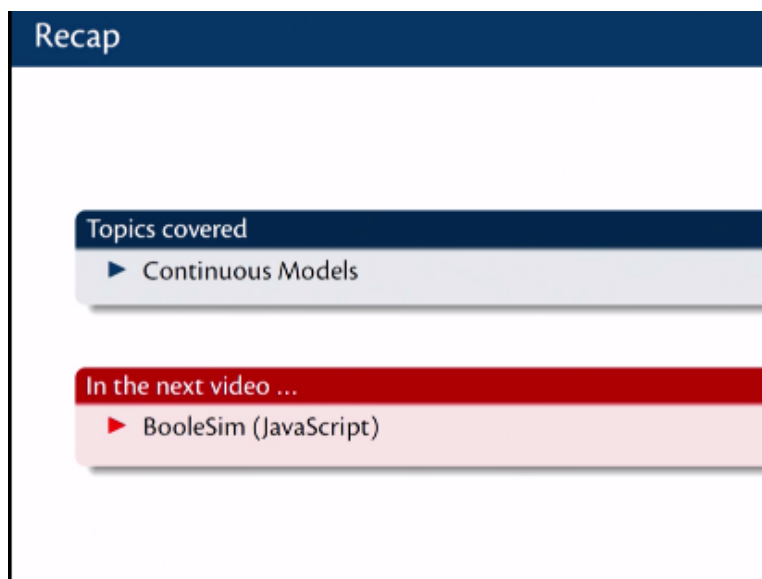 Recap
Topics covered
► Continuous Models
In the next video ...
► BooleSim (JavaScript)